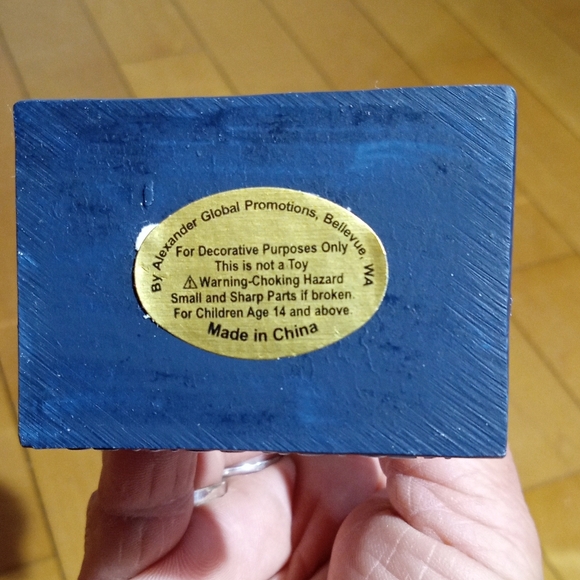 By Alexander Global Promotions, Bellevue, WA
For Decorative Purposes Only
This is not a Toy
⚠Warning-Choking Hazard
Small and Sharp Parts if broken.
For Children Age 14 and above.
Made in China